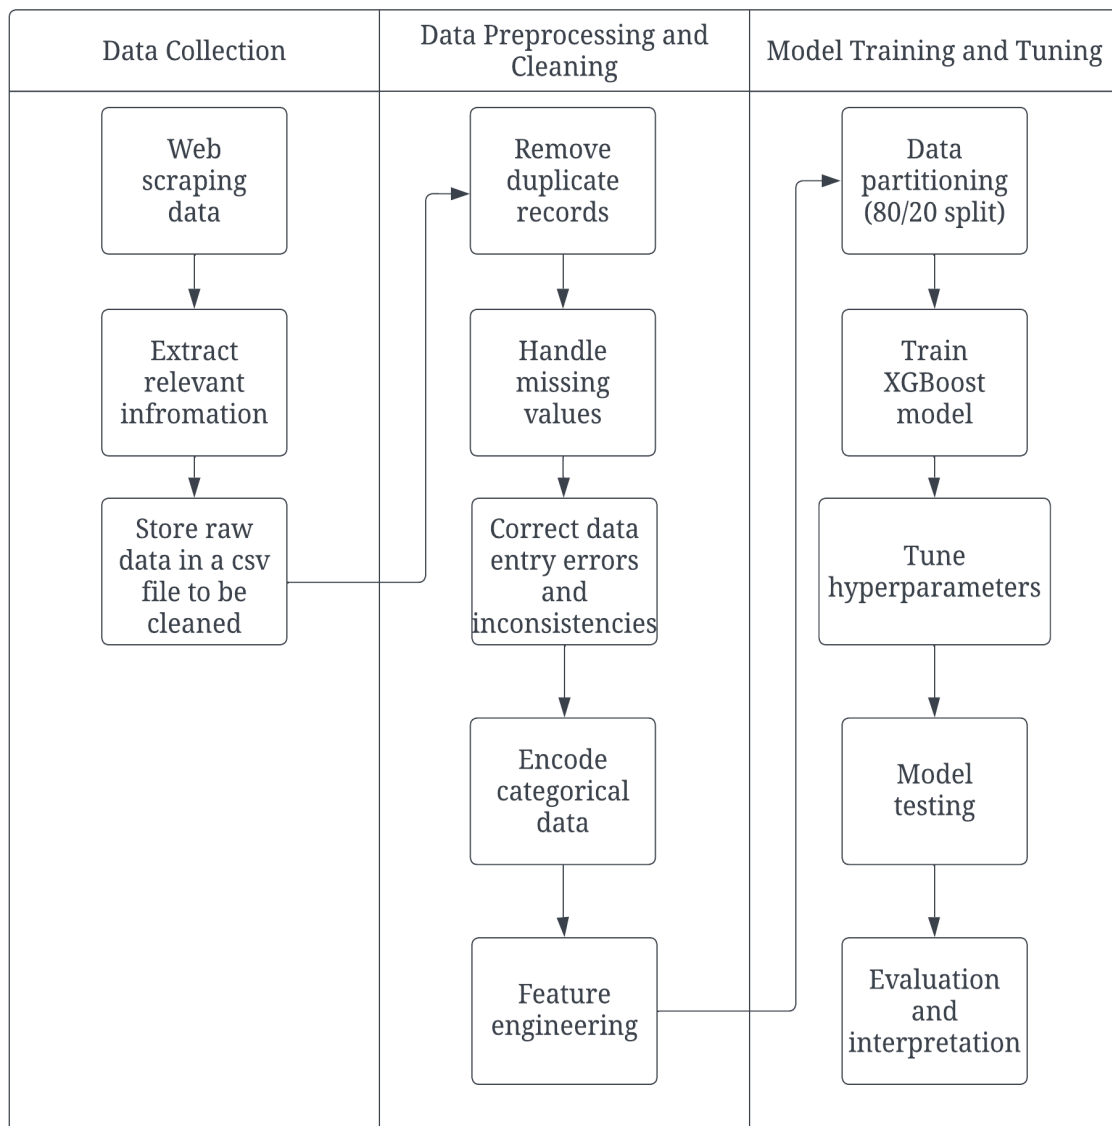 Data Collection
Data Preprocessing and
Cleaning
Model Training and Tuning
Web
scraping
data
Extract
relevant
infromation
Store raw
data in a csv
file to be
cleaned
Remove
duplicate
records
Handle
missing
values
Correct data
entry errors
and
inconsistencies
Encode
categorical
data
Feature
engineering
Data
partitioning
(80/20 split)
Train
XGBoost
model
Tune
hyperparameters
Model
testing
Evaluation
and
interpretation